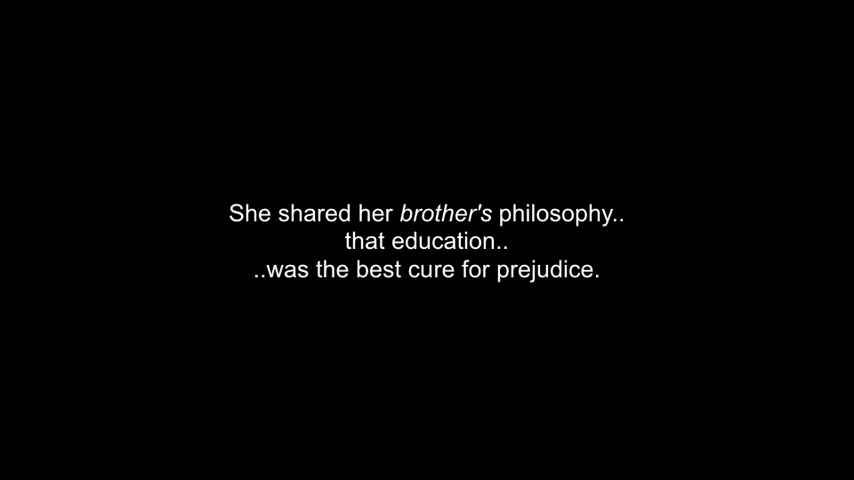 She shared her brother's philosophy..
that education..
..was the best cure for prejudice.